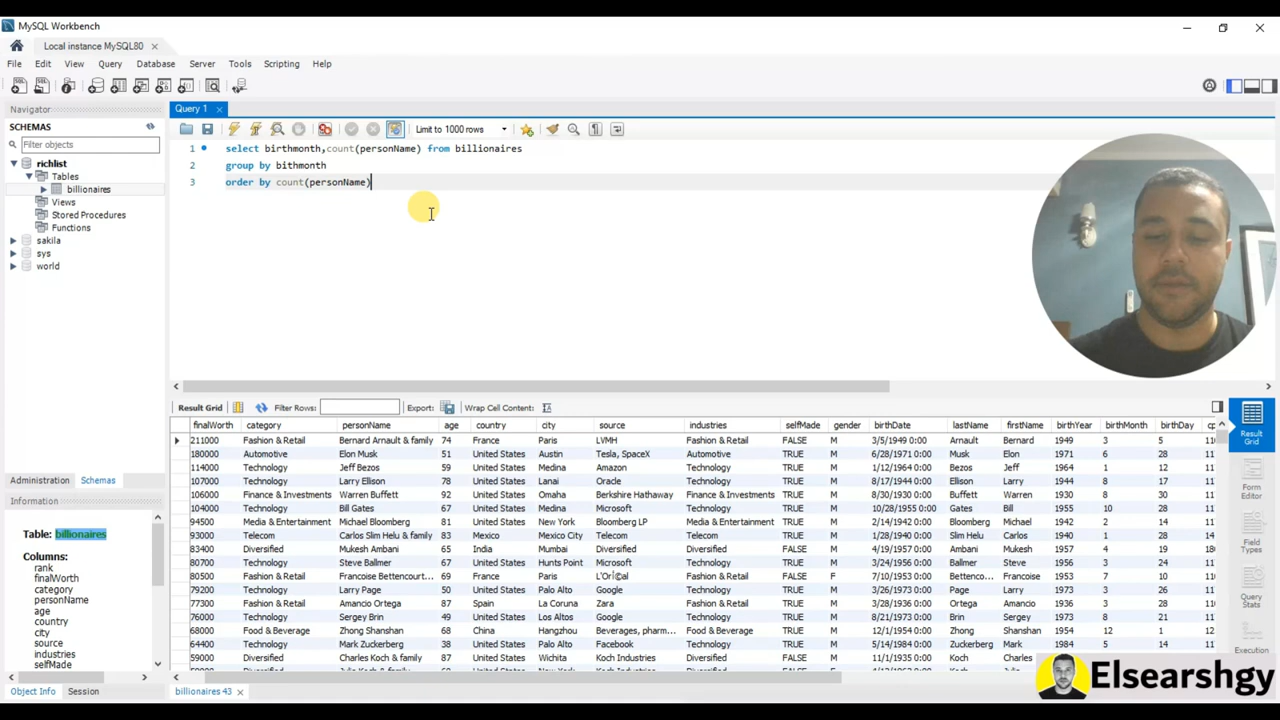 MySQL Workbench
Local instance MySQL80
File Edit View Query Database Server Tools Scripting Help
Navigator
Query 1
SCHEMAS
Limit to 1000 rows
Filter objects
1 select birthmonth,count(personName) from billionaires
2 group by bithmonth
3 order by count(personName)
richlist
Tables
billionaires
Views
Stored Procedures
Functions
sakila
sys
world
Result Grid Filter Rows: Export: Wrap Cell Content:
finalWorth category personName age country city source industries selfMade gender birthDate lastName firstName birthYear birthMonth birthDay
211000 Fashion & Retail Bernard Arnault & family 74 France Paris LVMH Fashion & Retail FALSE M 3/5/1949 0:00 Arnault Bernard 1949 3 5
180000 Automotive Elon Musk 51 United States Austin Tesla, SpaceX Automotive TRUE M 6/28/1971 0:00 Musk Elon 1971 6 28
114000 Technology Jeff Bezos 59 United States Medina Amazon Technology TRUE M 1/12/1964 0:00 Bezos Jeff 1964 1 12
107000 Technology Larry Ellison 78 United States Lanai Oracle Technology TRUE M 8/17/1944 0:00 Ellison Larry 1944 8 17
106000 Finance & Investments Warren Buffett 92 United States Omaha Berkshire Hathaway Finance & Investments TRUE M 8/30/1930 0:00 Buffett Warren 1930 8 30
104000 Technology Bill Gates 67 United States Medina Microsoft Technology TRUE M 10/28/1955 0:00 Gates Bill 1955 10 28
94500 Media & Entertainment Michael Bloomberg 81 United States New York Bloomberg LP Media & Entertainment TRUE M 2/14/1942 0:00 Bloomberg Michael 1942 2 14
93000 Telecom Carlos Slim Helu & family 83 Mexico Mexico City Telecom Telecom TRUE M 1/28/1940 0:00 Slim Helu Carlos 1940 1 28
83400 Diversified Mukesh Ambani 65 India Mumbai Diversified Diversified FALSE M 4/19/1957 0:00 Ambani Mukesh 1957 4 19
80700 Technology Steve Ballmer 67 United States Hunts Point Microsoft Technology TRUE M 3/24/1956 0:00 Ballmer Steve 1956 3 24
80500 Fashion & Retail Francoise Bettencourt... 69 France Paris Fashion & Retail FALSE F 7/10/1953 0:00 Bettenco... Francoise 1953 7 10
79200 Technology Larry Page 50 United States Palo Alto Google Technology TRUE M 3/26/1973 0:00 Page Larry 1973 3 26
77300 Fashion & Retail Amancio Ortega 87 Spain La Coruna Zara Fashion & Retail TRUE M 3/28/1936 0:00 Ortega Amancio 1936 3 28
76000 Technology Sergey Brin 49 United States Los Altos Google Technology TRUE M 8/21/1973 0:00 Brin Sergey 1973 8 21
68000 Food & Beverage Zhong Shanshan 68 China Hangzhou Beverages, pharm... Food & Beverage TRUE M 12/1/1954 0:00 Zhong Shanshan 1954 12 1
64400 Technology Mark Zuckerberg 38 United States Palo Alto Facebook Technology TRUE M 5/14/1984 0:00 Zuckerberg Mark 1984 5 14
59000 Diversified Charles Koch & family 87 United States Wichita Koch Industries Diversified FALSE M 11/1/1935 0:00 Koch Charles
Result Grid
Form Editor
Field Types
Query Stats
Execution
Administration Schemas
Information
Table: billionaires
Columns:
rank
finalWorth
category
personName
age
country
city
source
industries
selfMade
Object Info Session
billionaires 43
Elsearshgy